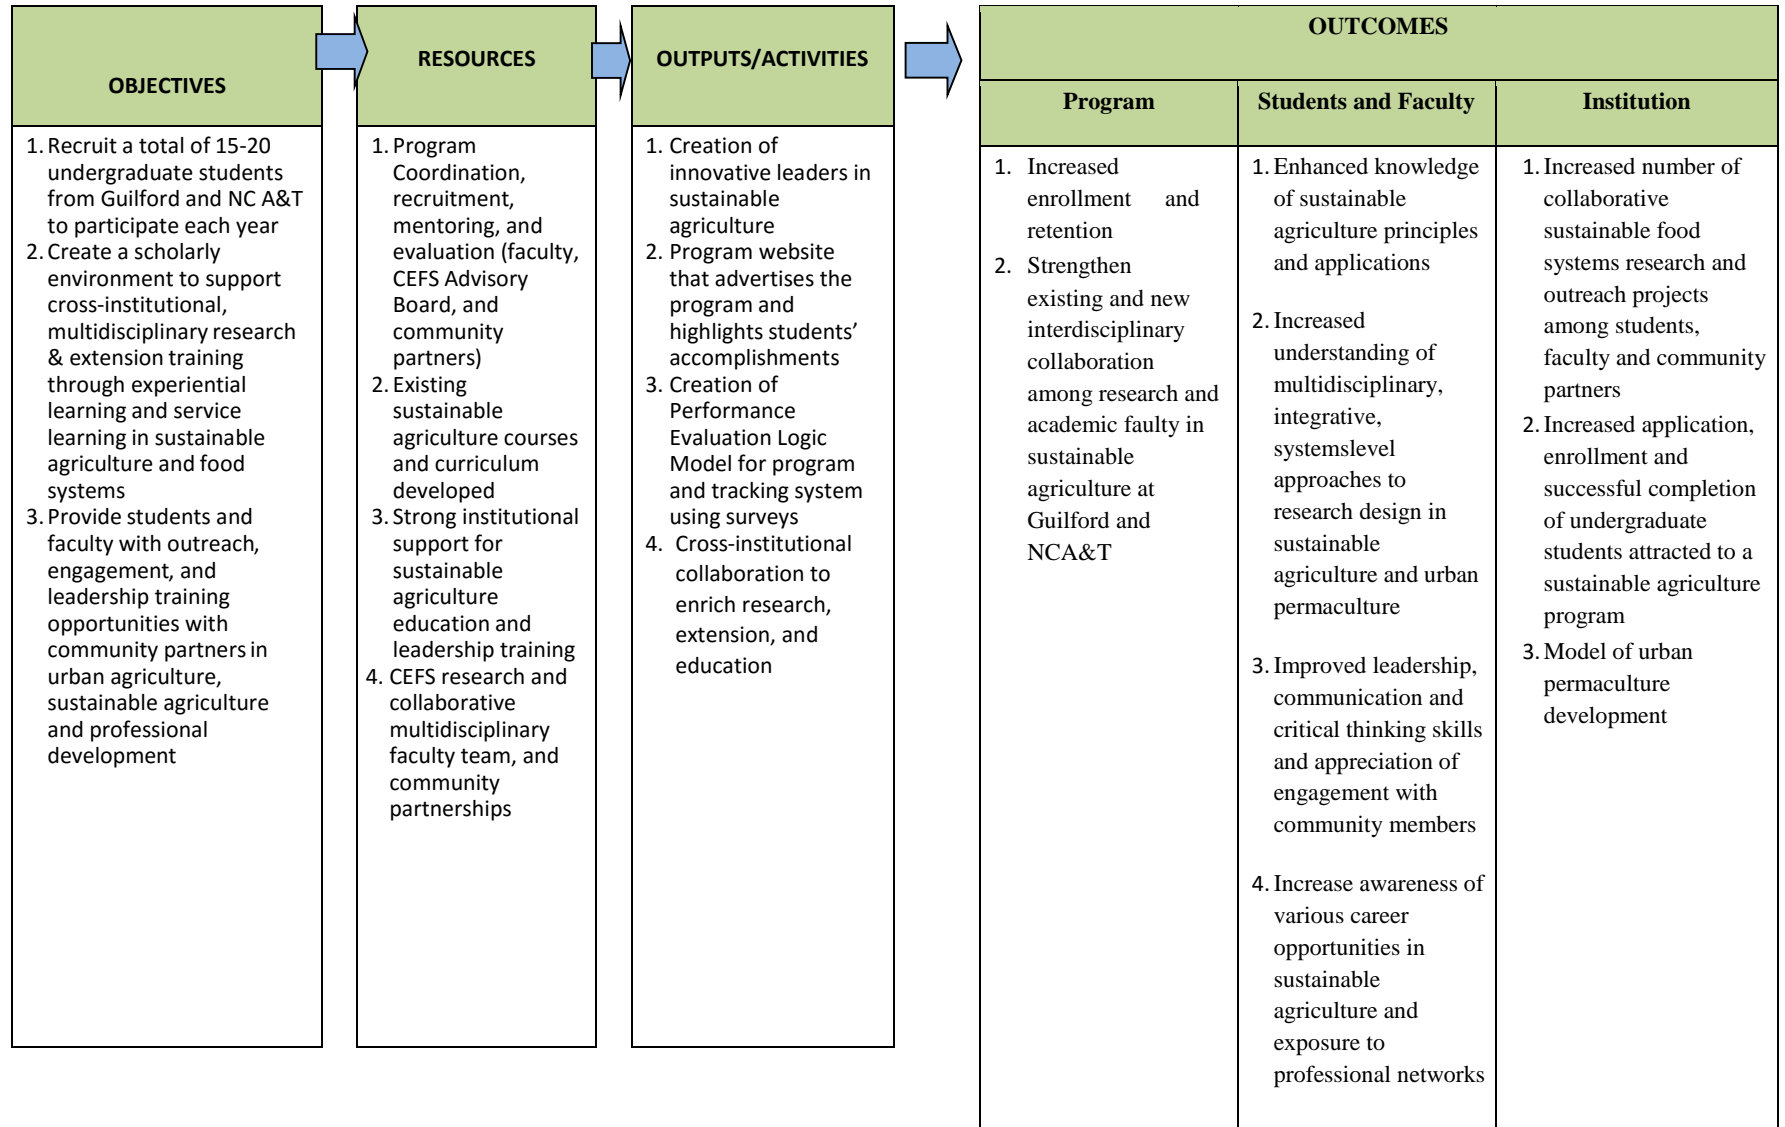 OBJECTIVES
1. Recruit a total of 15-20
undergraduate students
from Guilford and NC A&T
to participate each year
2. Create a scholarly
environment to support
cross-institutional,
multidisciplinary research
& extension training
through experiential
learning and service
learning in sustainable
agriculture and food
systems
3. Provide students and
faculty with outreach,
engagement, and
leadership training
opportunities with
community partners in
urban agriculture,
sustainable agriculture
and professional
development
RESOURCES
1. Program
Coordination,
recruitment,
mentoring, and
evaluation (faculty,
CEFS Advisory
Board, and
community
partners)
2. Existing
sustainable
agriculture courses
and curriculum
developed
3. Strong institutional
support for
sustainable
agriculture
education and
leadership training
4. CEFS research and
collaborative
multidisciplinary
faculty team, and
community
partnerships
OUTPUTS/ACTIVITIES
1. Creation of
innovative leaders in
sustainable
agriculture
2. Program website
that advertises the
program and
highlights students’
accomplishments
3. Creation of
Performance
Evaluation Logic
Model for program
and tracking system
using surveys
4. Cross-institutional
collaboration to
enrich research,
extension, and
education
OUTCOMES
Program
1. Increased
enrollment and
retention
2. Strengthen
existing and new
interdisciplinary
collaboration
among research and
academic faulty in
sustainable
agriculture at
Guilford and
NCA&T
Students and Faculty
1. Enhanced knowledge
of sustainable
agriculture principles
and applications
2. Increased
understanding of
multidisciplinary,
integrative,
systemslevel
approaches to
research design in
sustainable
agriculture and urban
permaculture
3. Improved leadership,
communication and
critical thinking skills
and appreciation of
engagement with
community members
4. Increase awareness of
various career
opportunities in
sustainable
agriculture and
exposure to
professional networks
Institution
1. Increased number of
collaborative
sustainable food
systems research and
outreach projects
among students,
faculty and community
partners
2. Increased application,
enrollment and
successful completion
of undergraduate
students attracted to a
sustainable agriculture
program
3. Model of urban
permaculture
development